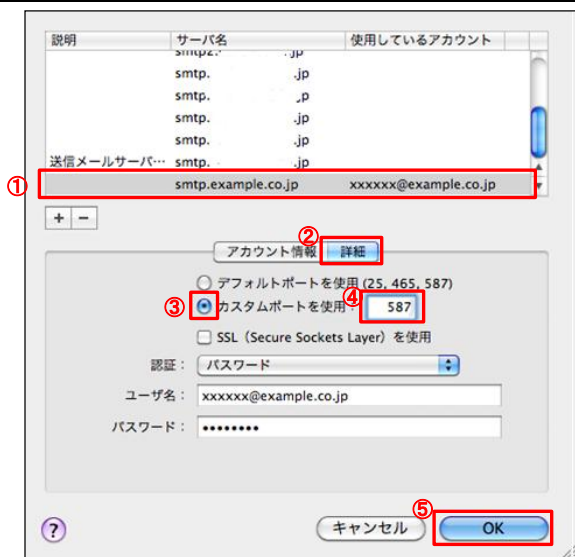 説明 サーバ名 使用しているアカウント
smtp2. .jp
smtp. .jp
smtp. .p
smtp. .jp
smtp. .jp
送信メールサーバ… smtp. .jp
① smtp.example.co.jp xxxxxx@example.co.jp
+ −
②
アカウント情報 詳細
デフォルトポートを使用 (25, 465, 587)
③ カスタムポートを使用： ④ 587
SSL（Secure Sockets Layer）を使用
認証： パスワード
ユーザ名： xxxxxx@example.co.jp
パスワード： ••••••••
⑤
? キャンセル OK